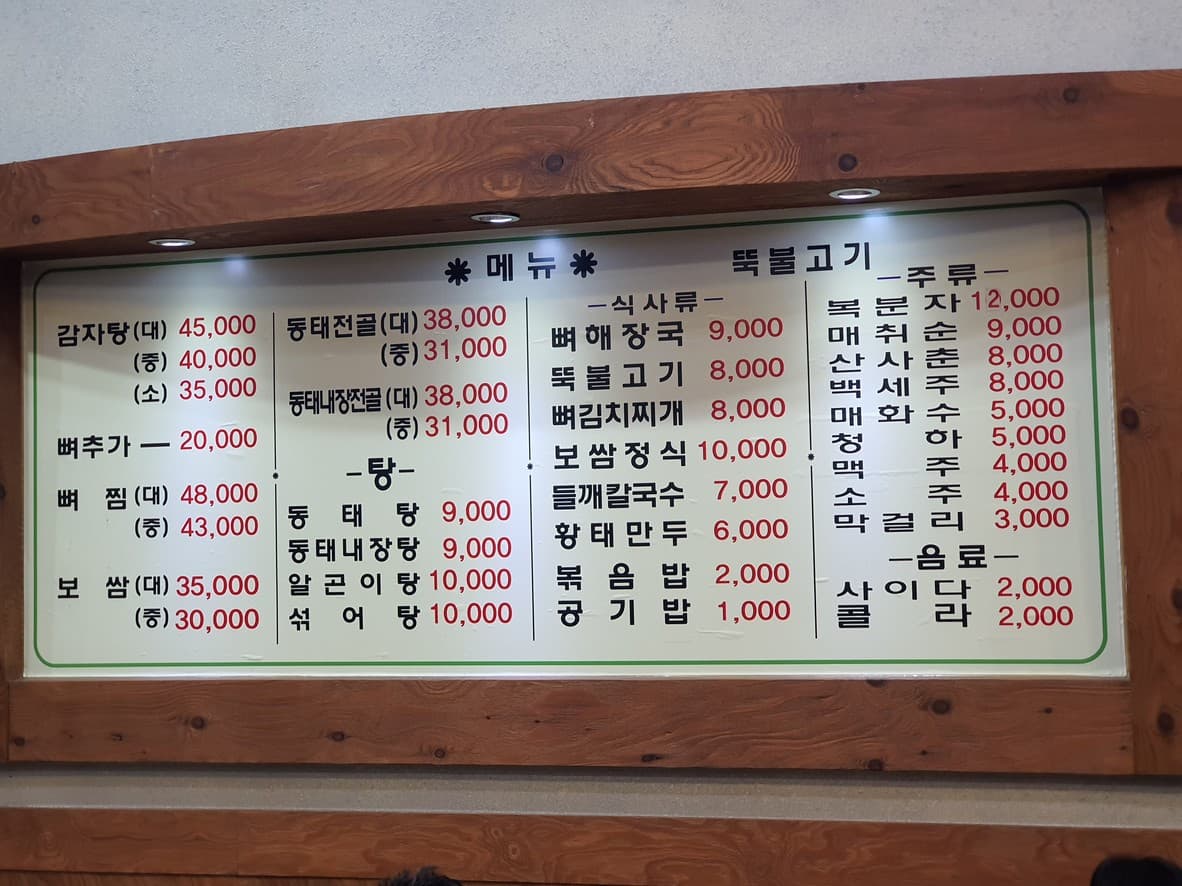 ✱ 메뉴 ✱
뚝불고기
감자탕(대) 45,000
(중) 40,000
(소) 35,000
뼈추가 — 20,000
뼈 찜(대) 48,000
(중) 43,000
보 쌈(대) 35,000
(중) 30,000
동태전골(대) 38,000
(중) 31,000
동태내장전골(대) 38,000
(중) 31,000
-탕-
동 태 탕 9,000
동태내장탕 9,000
알곤이탕 10,000
섞 어 탕 10,000
-식사류-
뼈해장국 9,000
뚝불고기 8,000
뼈김치찌개 8,000
보쌈정식 10,000
들깨칼국수 7,000
황태만두 6,000
볶 음 밥 2,000
공 기 밥 1,000
-주류-
복 분 자 12,000
매 취 순 9,000
산 사 춘 8,000
백 세 주 8,000
매 화 수 5,000
청 하 5,000
맥 주 4,000
소 주 4,000
막 걸 리 3,000
-음료-
사 이 다 2,000
콜 라 2,000